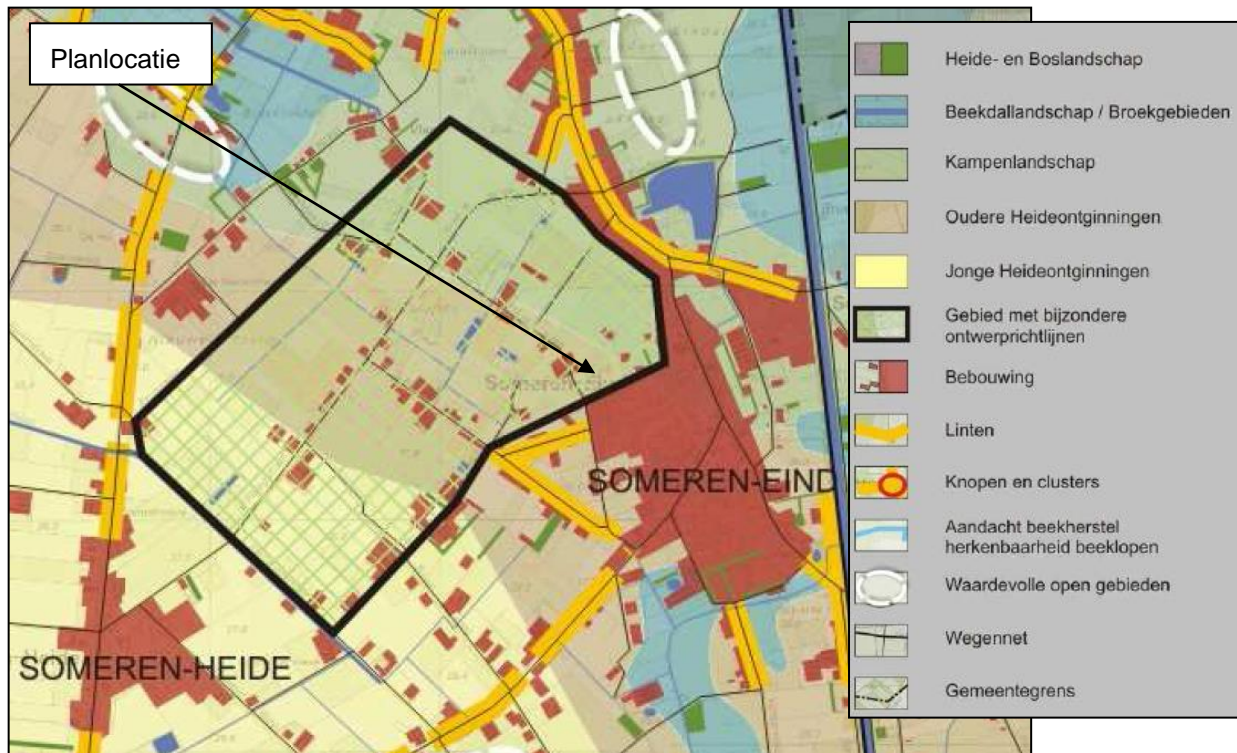 Planlocatie
SOMEREN-EIND
SOMEREN-HEIDE
Heide- en Boslandschap
Beekdallandschap / Broekgebieden
Kampenlandschap
Oudere Heideontginningen
Jonge Heideontginningen
Gebied met bijzondere
ontwerprichtlijnen
Bebouwing
Linten
Knopen en clusters
Aandacht beekherstel
herkenbaarheid beeklopen
Waardevolle open gebieden
Wegennet
Gemeentegrens